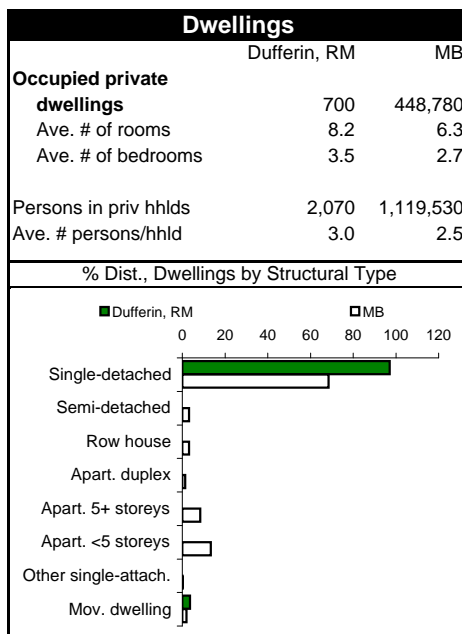 Dwellings
Dufferin, RM MB
Occupied private
dwellings 700 448,780
Ave. # of rooms 8.2 6.3
Ave. # of bedrooms 3.5 2.7
Persons in priv hhlds 2,070 1,119,530
Ave. # persons/hhld 3.0 2.5
% Dist., Dwellings by Structural Type
Dufferin, RM MB
0 20 40 60 80 100 120
Single-detached
Semi-detached
Row house
Apart. duplex
Apart. 5+ storeys
Apart. <5 storeys
Other single-attach.
Mov. dwelling